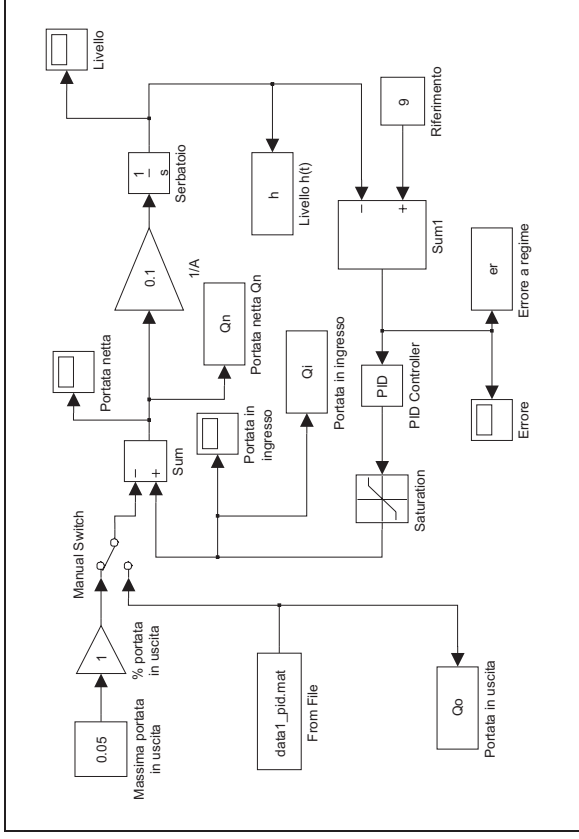 0.05
Massima portata
in uscita
1
% portata
in uscita
Manual Switch
−
+
Sum
Portata netta
Qn
Portata netta Qn
0.1
1/A
1
s
Serbatoio
Livello
h
Livello h(t)
9
Riferimento
−
+
Sum1
er
Errore a regime
Errore
PID
PID Controller
Saturation
Qi
Portata in ingresso
Portata in
ingresso
data1_pid.mat
From File
Qo
Portata in uscita